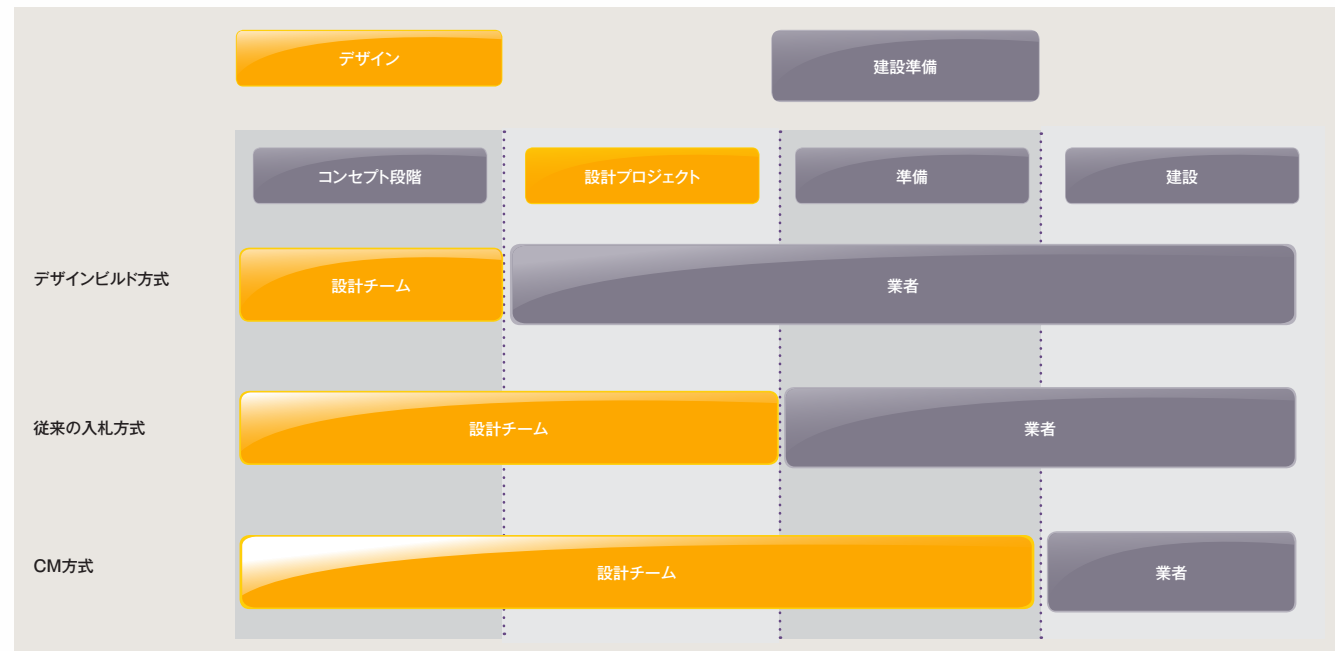 デザイン
建設準備
コンセプト段階
設計プロジェクト
準備
建設
デザインビルド方式
設計チーム
業者
従来の入札方式
設計チーム
業者
CM方式
設計チーム
業者